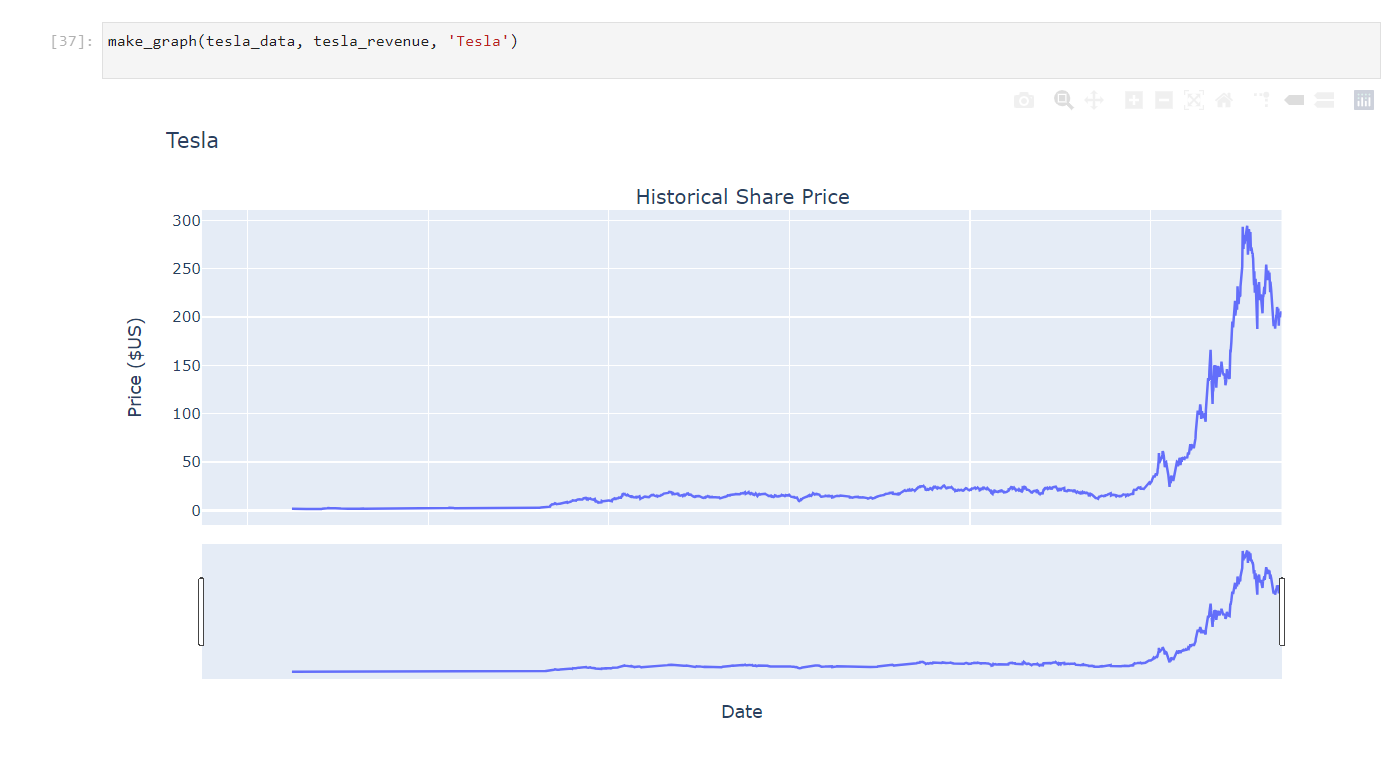 [37]: make_graph(tesla_data, tesla_revenue, 'Tesla')
Tesla
Historical Share Price
300
250
200
150
100
50
0
Price ($US)
Date